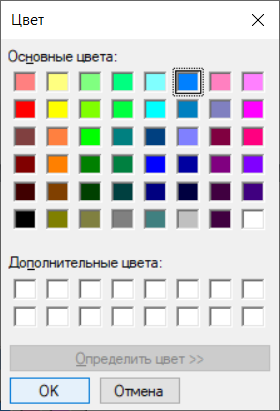 Цвет
Основные цвета:
Дополнительные цвета:
Определить цвет >>
OK
Отмена